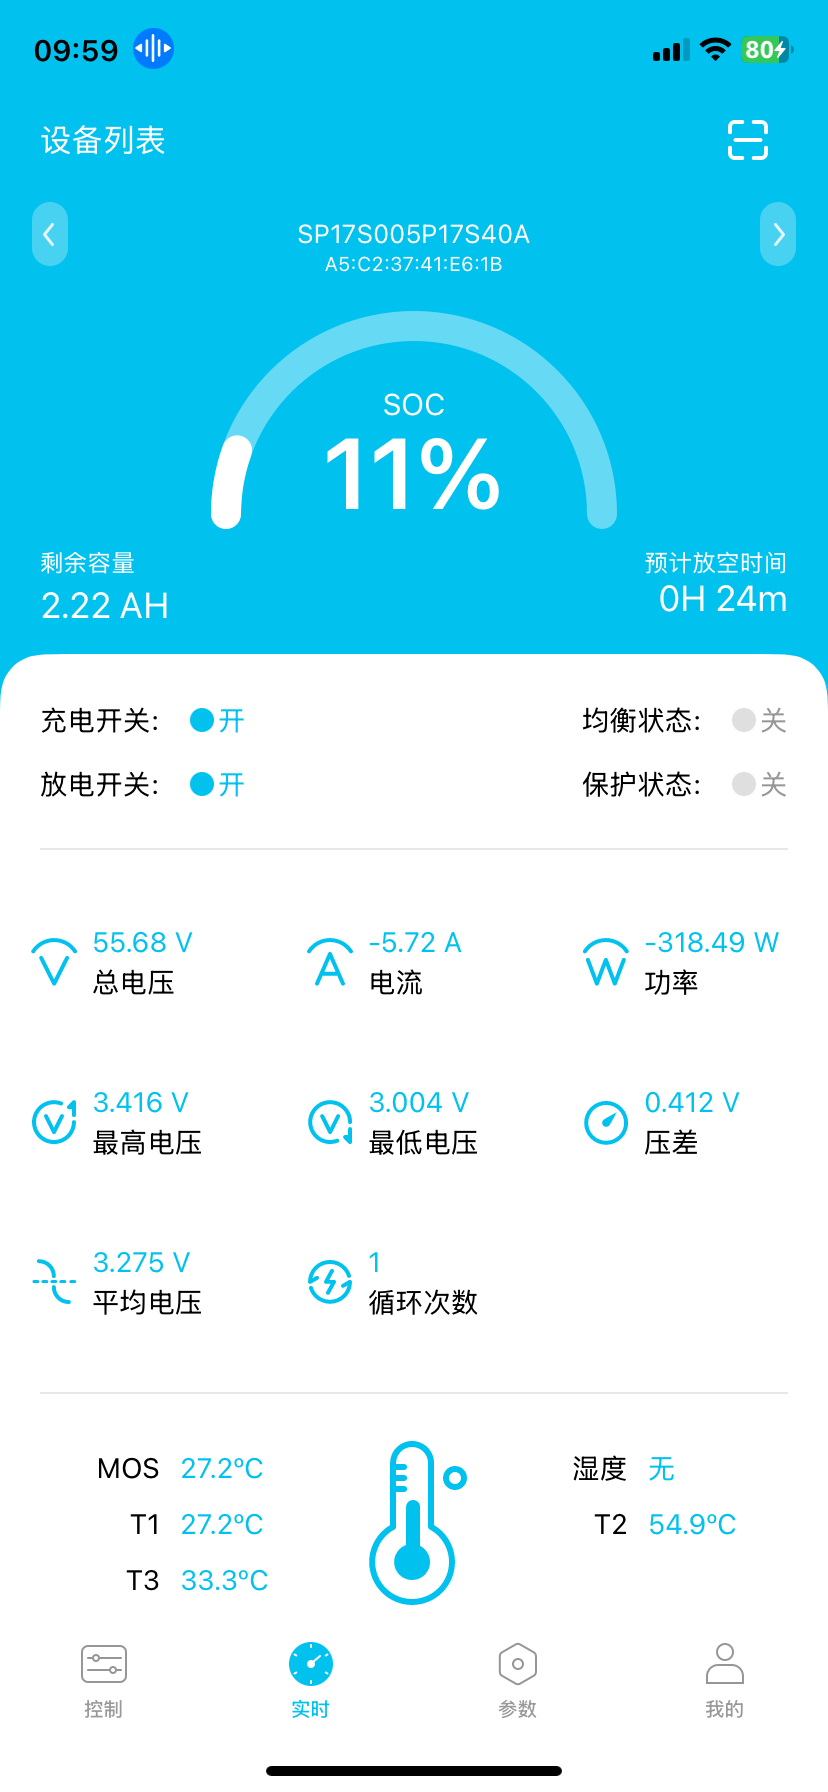 09:59
80
设备列表
SP17S005P17S40A
A5:C2:37:41:E6:1B
SOC
11%
剩余容量
预计放空时间
2.22 AH
0H 24m
充电开关: 开
均衡状态: 关
放电开关: 开
保护状态: 关
55.68 V
-5.72 A
-318.49 W
总电压
电流
功率
3.416 V
3.004 V
0.412 V
最高电压
最低电压
压差
3.275 V
1
平均电压
循环次数
MOS 27.2℃
湿度 无
T1 27.2℃
T2 54.9℃
T3 33.3℃
控制
实时
参数
我的